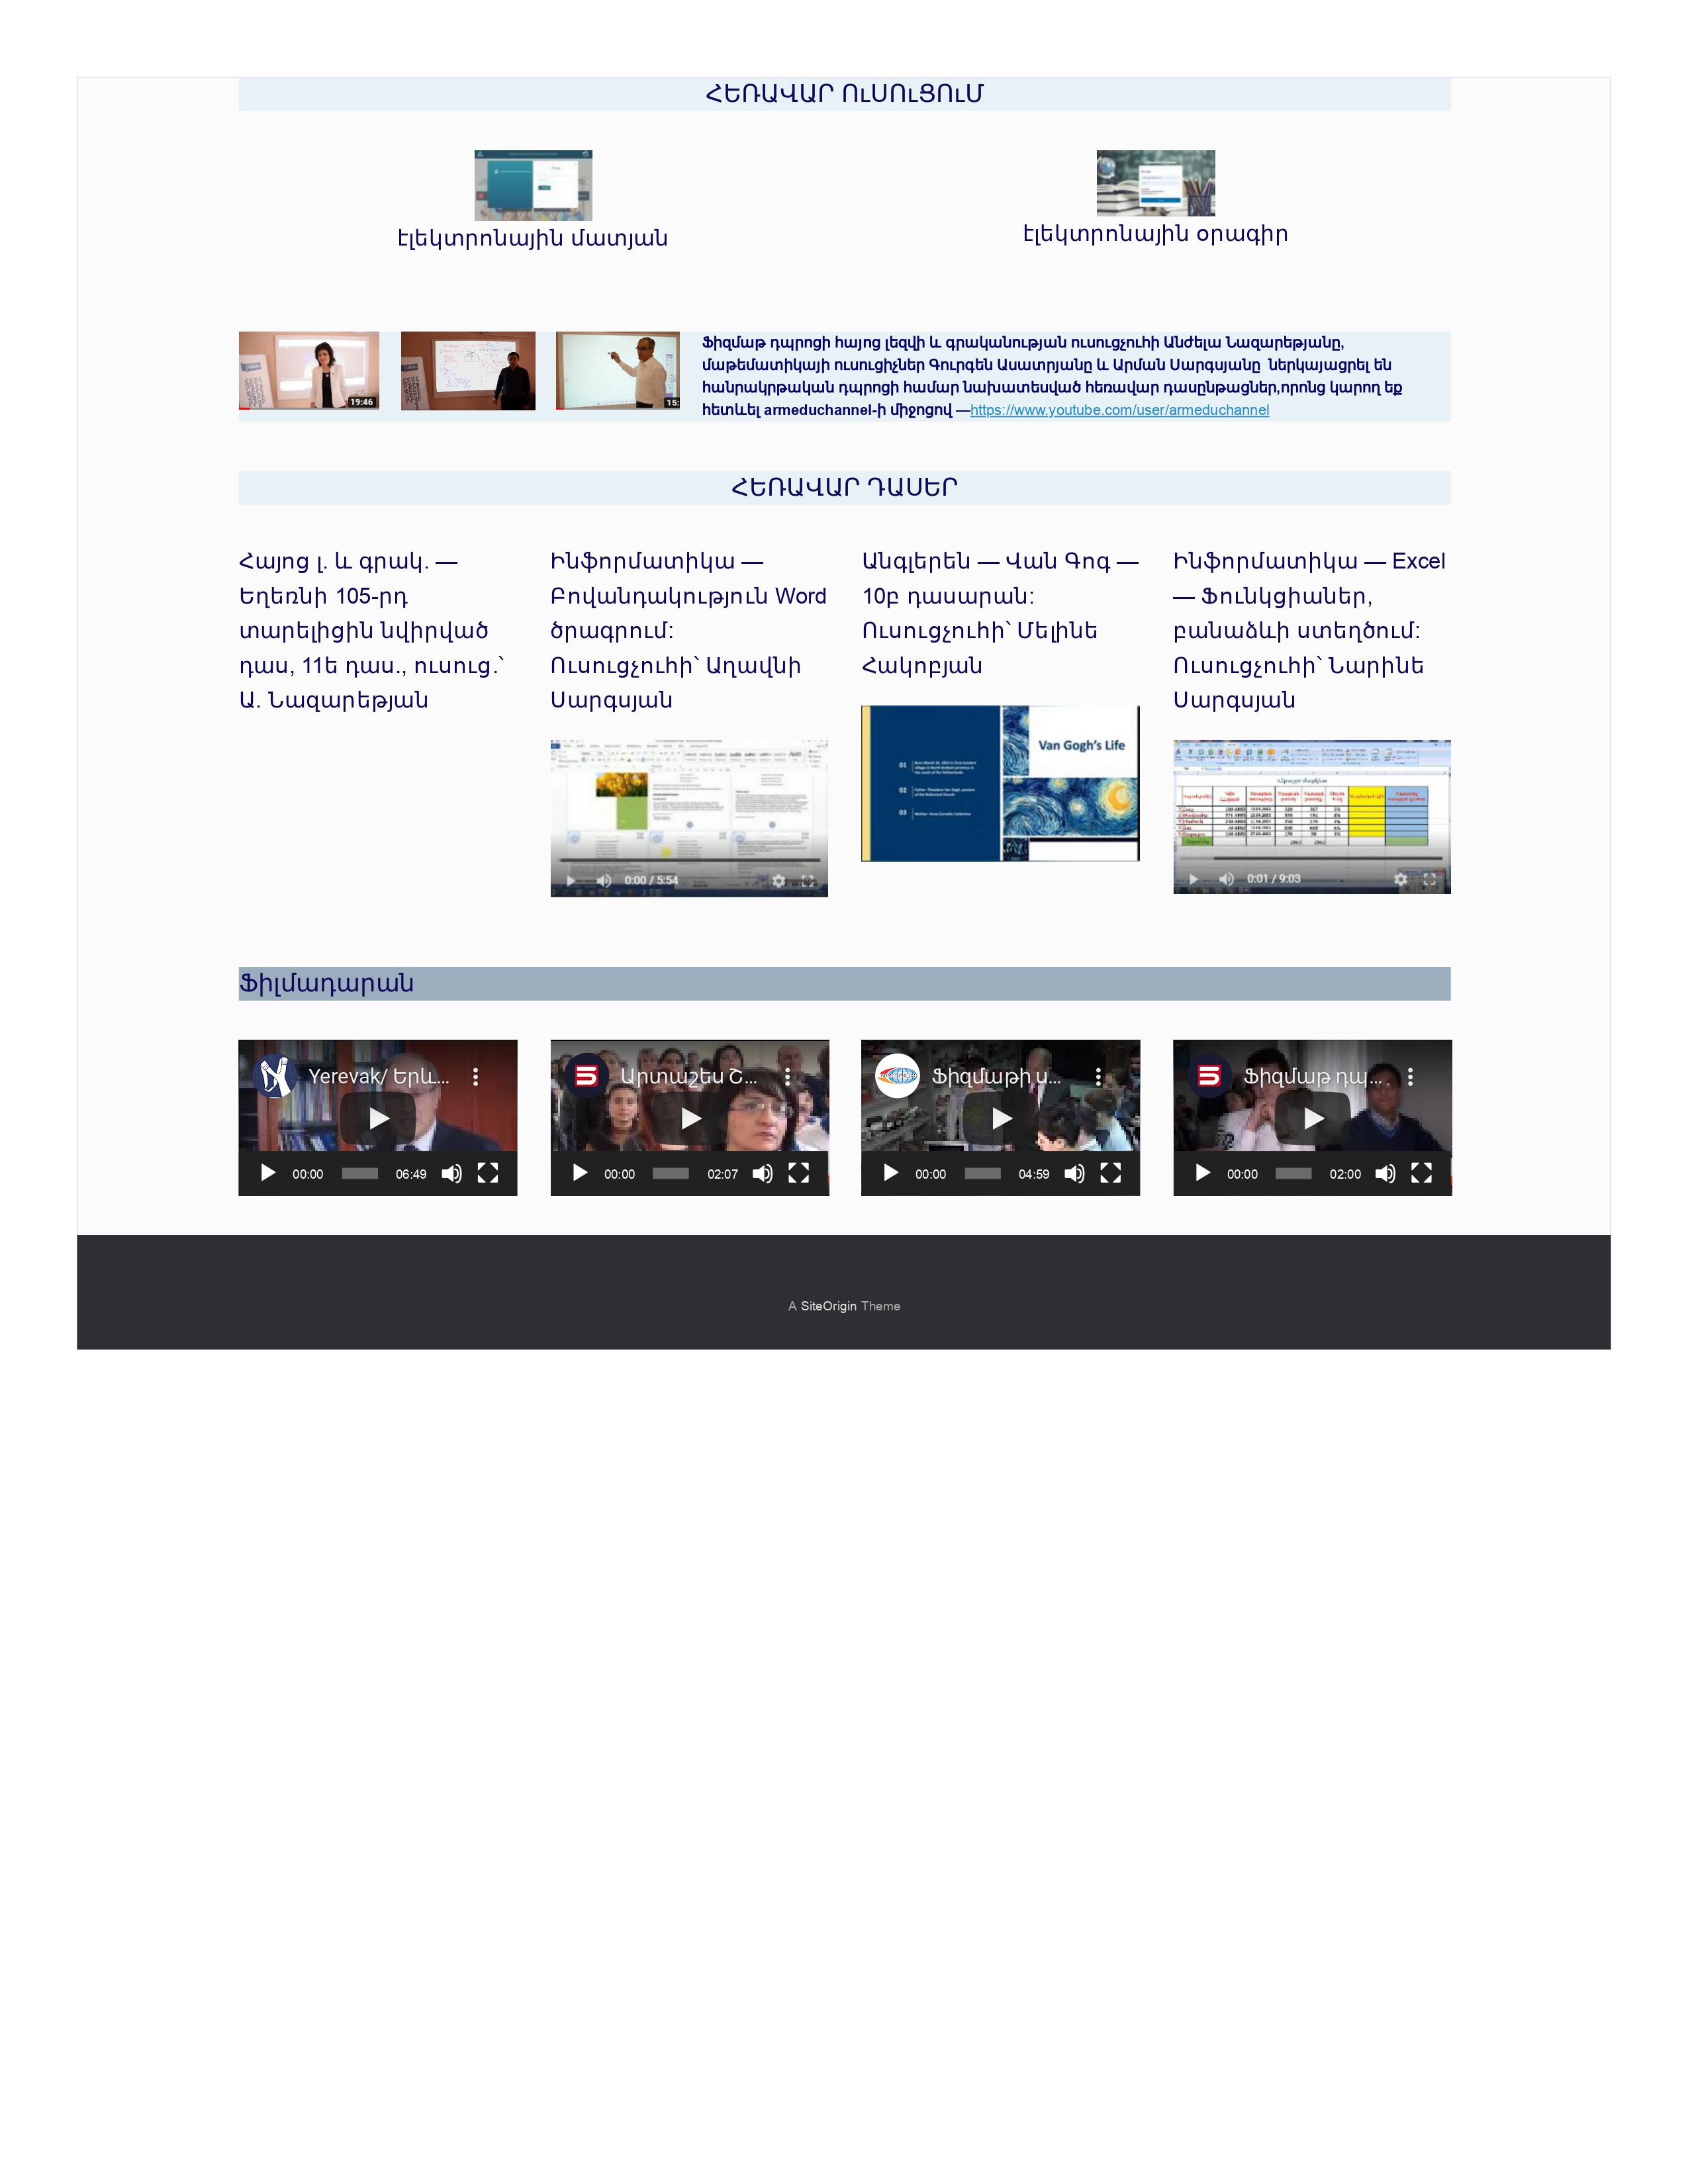 ՀԵՌԱՎԱՐ ՈւՍՈւՑՈւՄ
Էլեկտրոնային մատյան
Էլեկտրոնային օրագիր
19:46
15:
Ֆիզմաթ դպրոցի հայոց լեզվի և գրականության ուսուցչուհի Անժելա Նազարեթյանը,
մաթեմատիկայի ուսուցիչներ Գուրգեն Ասատրյանը և Արման Սարգսյանը  ներկայացրել են
հանրակրթական դպրոցի համար նախատեսված հեռավար դասընթացներ,որոնց կարող եք
հետևել armeduchannel-ի միջոցով —https://www.youtube.com/user/armeduchannel
ՀԵՌԱՎԱՐ ԴԱՍԵՐ
Հայոց լ. և գրակ. —
Եղեռնի 105-րդ
տարելիցին նվիրված
դաս, 11ե դաս., ուսուց.՝
Ա. Նազարեթյան
Ինֆորմատիկա —
Բովանդակություն Word
ծրագրում:
Ուսուցչուհի՝ Աղավնի
Սարգսյան
0:00 / 5:54
Անգլերեն — Վան Գոգ —
10բ դասարան:
Ուսուցչուհի՝ Մելինե
Հակոբյան
Van Gogh's Life
01
02
03
Ինֆորմատիկա — Excel
— Ֆունկցիաներ,
բանաձևի ստեղծում:
Ուսուցչուհի՝ Նարինե
Սարգսյան
0:01 / 9:03
Ֆիլմադարան
Yerevak/ Երև...
00:00 06:49
Արտաշես Շ...
00:00 02:07
Ֆիզմաթի ս...
00:00 04:59
Ֆիզմաթ դպ...
00:00 02:00
A SiteOrigin Theme